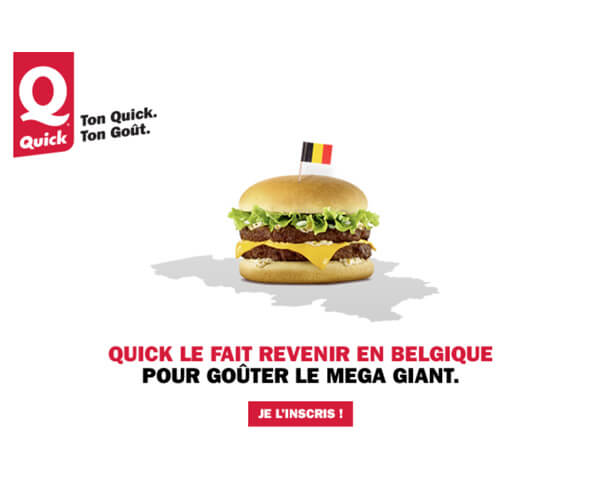 Q
Quick
Ton Quick.
Ton Goût.
QUICK LE FAIT REVENIR EN BELGIQUE
POUR GOÛTER LE MEGA GIANT.
JE L'INSCRIS !